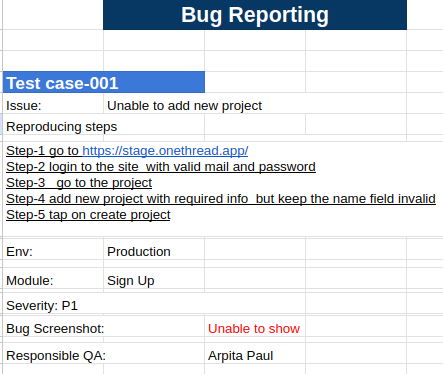 Bug Reporting
Test case-001
Issue: Unable to add new project
Reproducing steps
Step-1 go to https://stage.onethread.app/
Step-2 login to the site  with valid mail and password
Step-3   go to the project
Step-4 add new project with required info  but keep the name field invalid
Step-5 tap on create project
Env: Production
Module: Sign Up
Severity: P1
Bug Screenshot: Unable to show
Responsible QA: Arpita Paul